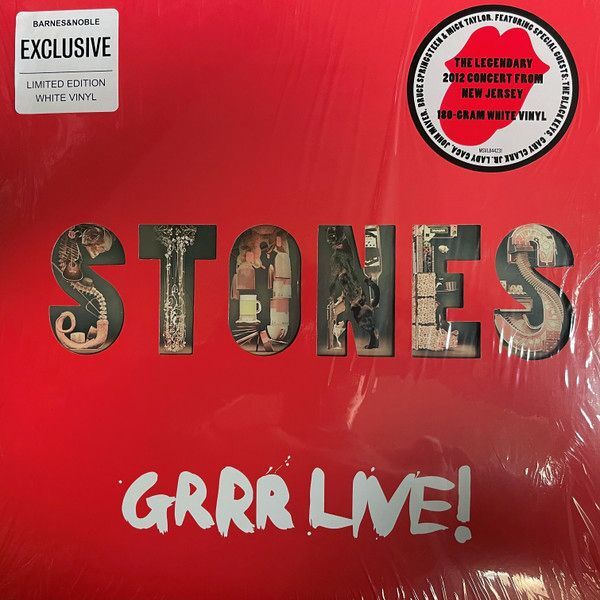 BARNES&NOBLE
EXCLUSIVE
LIMITED EDITION
WHITE VINYL
FEATURING SPECIAL GUESTS: THE BLACK KEYS, GARY CLARK JR, LADY GAGA, JOHN MAYER, BRUCE SPRINGSTEEN & MICK TAYLOR.
THE LEGENDARY
2012 CONCERT FROM
NEW JERSEY
180-GRAM WHITE VINYL
STONES
GRRR LIVE!